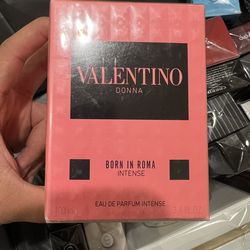 VALENTINO
DONNA
BORN IN ROMA
INTENSE
EAU DE PARFUM INTENSE